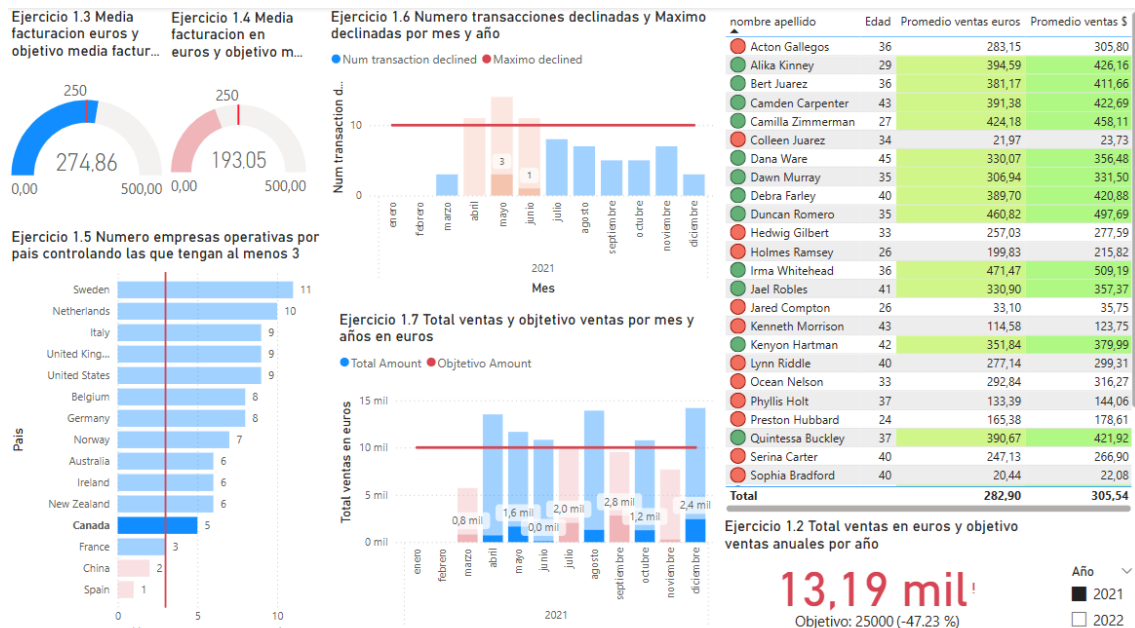 Ejercicio 1.3 Media
facturacion euros y
objetivo media factur...
250
274,86
0,00
500,00
Ejercicio 1.4 Media
facturacion en
euros y objetivo m...
250
193,05
0,00
500,00
Ejercicio 1.5 Numero empresas operativas por
pais controlando las que tengan al menos 3
Pais
Sweden 11
Netherlands 10
Italy 9
United King... 9
United States 9
Belgium 8
Germany 8
Norway 7
Australia 6
Ireland 6
New Zealand 6
Canada 5
France 3
China 2
Spain 1
0 5 10
Ejercicio 1.6 Numero transacciones declinadas y Maximo
declinadas por mes y año
Num transaction declined Maximo declined
Num transaction d...
10
0
3
1
enero febrero marzo abril mayo junio julio agosto septiembre octubre noviembre diciembre
2021
Mes
Ejercicio 1.7 Total ventas y objtetivo ventas por mes y
años en euros
Total Amount Objtetivo Amount
Total ventas en euros
15 mil
10 mil
5 mil
0 mil
0,8 mil
1,6 mil
0,0 mil
2,0 mil
2,8 mil
1,2 mil
2,4 mil
enero febrero marzo abril mayo junio julio agosto septiembre octubre noviembre diciembre
2021
nombre apellido Edad Promedio ventas euros Promedio ventas $
Acton Gallegos 36 283,15 305,80
Alika Kinney 29 394,59 426,16
Bert Juarez 36 381,17 411,66
Camden Carpenter 43 391,38 422,69
Camilla Zimmerman 27 424,18 458,11
Colleen Juarez 34 21,97 23,73
Dana Ware 45 330,07 356,48
Dawn Murray 35 306,94 331,50
Debra Farley 40 389,70 420,88
Duncan Romero 35 460,82 497,69
Hedwig Gilbert 33 257,03 277,59
Holmes Ramsey 26 199,83 215,82
Irma Whitehead 36 471,47 509,19
Jael Robles 41 330,90 357,37
Jared Compton 26 33,10 35,75
Kenneth Morrison 43 114,58 123,75
Kenyon Hartman 42 351,84 379,99
Lynn Riddle 40 277,14 299,31
Ocean Nelson 33 292,84 316,27
Phyllis Holt 37 133,39 144,06
Preston Hubbard 24 165,38 178,61
Quintessa Buckley 37 390,67 421,92
Serina Carter 40 247,13 266,90
Sophia Bradford 40 20,44 22,08
Total 282,90 305,54
Ejercicio 1.2 Total ventas en euros y objetivo
ventas anuales por año
13,19 mil!
Objetivo: 25000 (-47.23 %)
Año
2021
2022